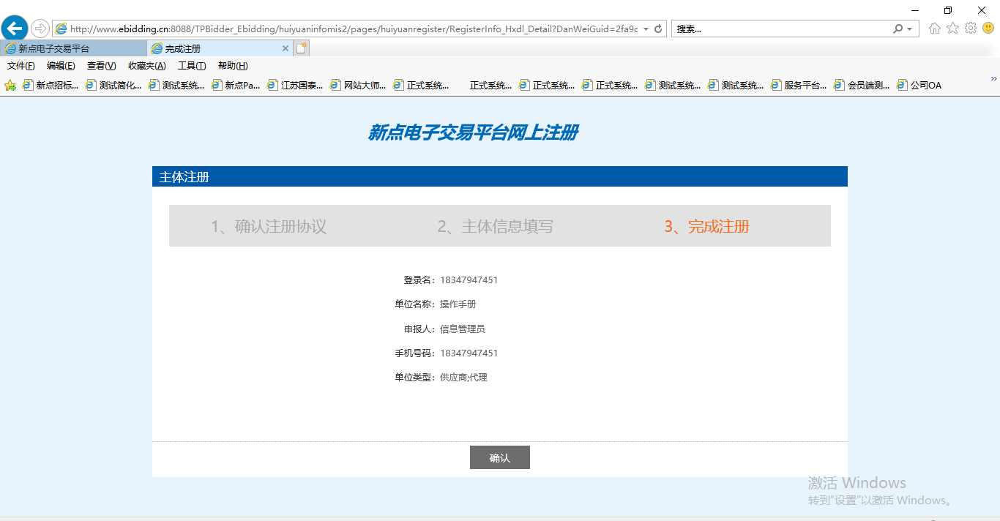 http://www.ebidding.cn:8088/TPBidder_Ebidding/huiyuaninfomis2/pages/huiyuanregister/RegisterInfo_Hxdl_Detail?DanWeiGuid=2fa9c
搜索...
新点电子交易平台
完成注册
文件(F) 编辑(E) 查看(V) 收藏夹(A) 工具(T) 帮助(H)
新点招标... 测试简化... 测试系统... 新点Pa... 江苏国泰... 网站大师... 正式系统... 正式系统... 正式系统... 正式系统... 测试系统... 测试系统... 服务平台... 会员端测... 公司OA
新点电子交易平台网上注册
主体注册
1、确认注册协议 2、主体信息填写 3、完成注册
登录名：18347947451
单位名称：操作手册
申报人：信息管理员
手机号码：18347947451
单位类型：供应商;代理
确认
激活 Windows
转到"设置"以激活 Windows。